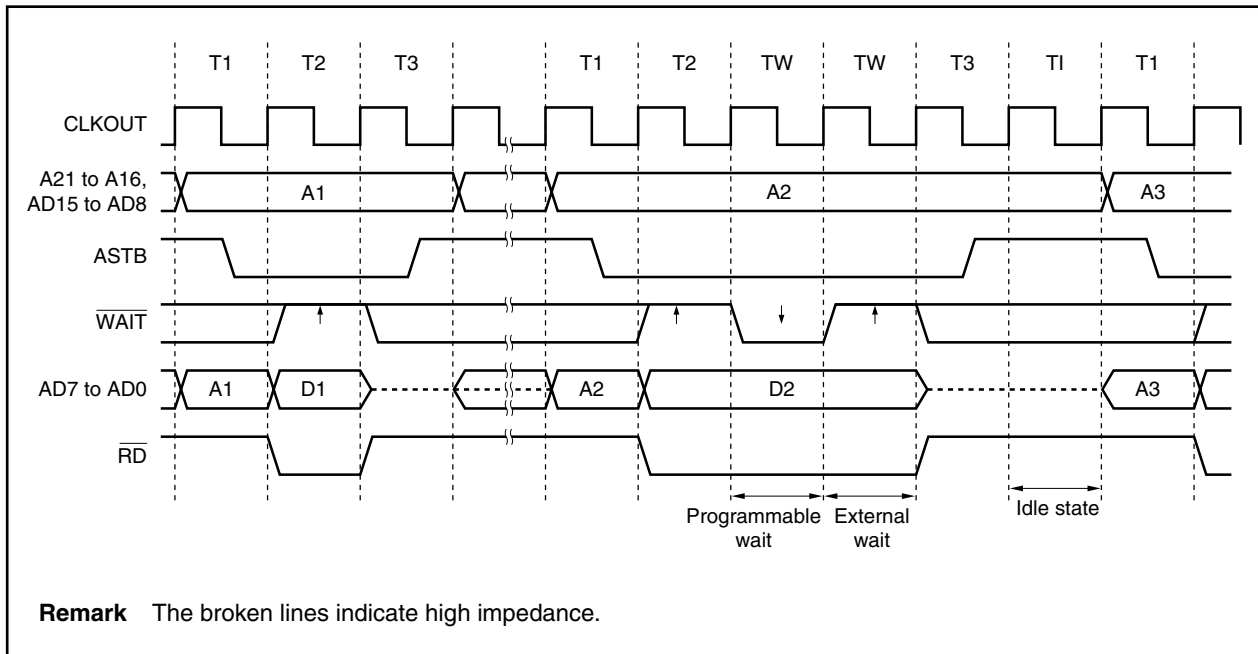 T1 T2 T3 T1 T2 TW TW T3 TI T1
CLKOUT
A21 to A16,
AD15 to AD8
A1 A2 A3
ASTB
WAIT
AD7 to AD0 A1 D1 A2 D2 A3
RD
Programmable
wait
External
wait
Idle state
Remark The broken lines indicate high impedance.